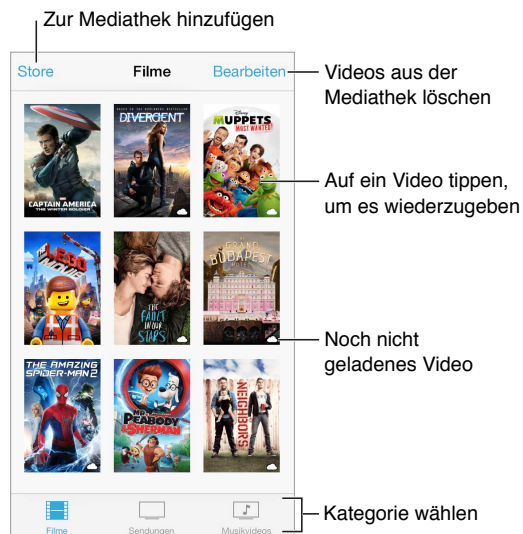 Zur Mediathek hinzufügen
Store
Filme
Bearbeiten
Videos aus der
Mediathek löschen
CAPTAIN AMERICA
THE WINTER SOLDIER
DIVERGENT
Disney
MUPPETS
MOST WANTED
Auf ein Video tippen,
um es wiederzugeben
THE LEGO
MOVIE
THE
FAULT
IN OUR
STARS
GRAND
BUDAPEST
HOTEL
Noch nicht
geladenes Video
THE AMAZING
SPIDER-MAN 2
MR.
PEABODY
& SHERMAN
NEIGHBORS
Kategorie wählen
Filme
Sendungen
Musikvideos